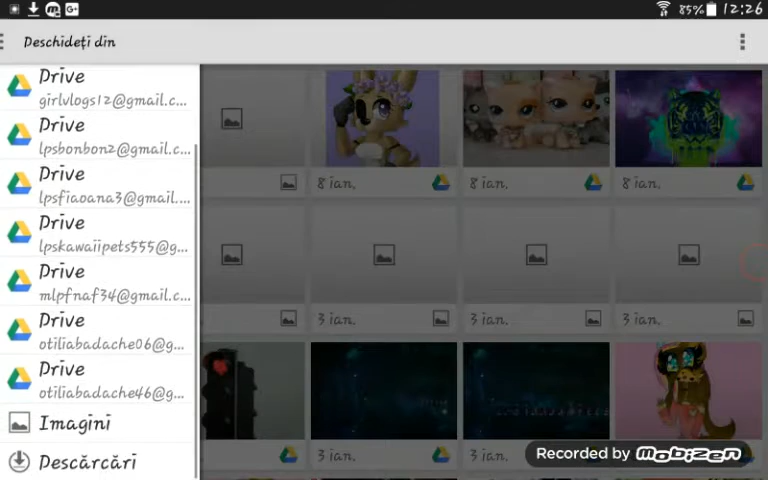 85% 12:26
Deschideți din
Drive
girlvlogs12@gmail.c...
Drive
lpsbonbon2@gmail.c...
Drive
lpsfiaoana3@gmail....
Drive
lpskawaiipets555@g...
Drive
mlpfnaf34@gmail.c...
Drive
otiliabadache06@g...
Drive
otiliabadache46@g...
Imagini
Descărcări
8 ian.
8 ian.
8 ian.
3 ian.
3 ian.
3 ian.
3 ian.
3 ian.
Recorded by Mobizen